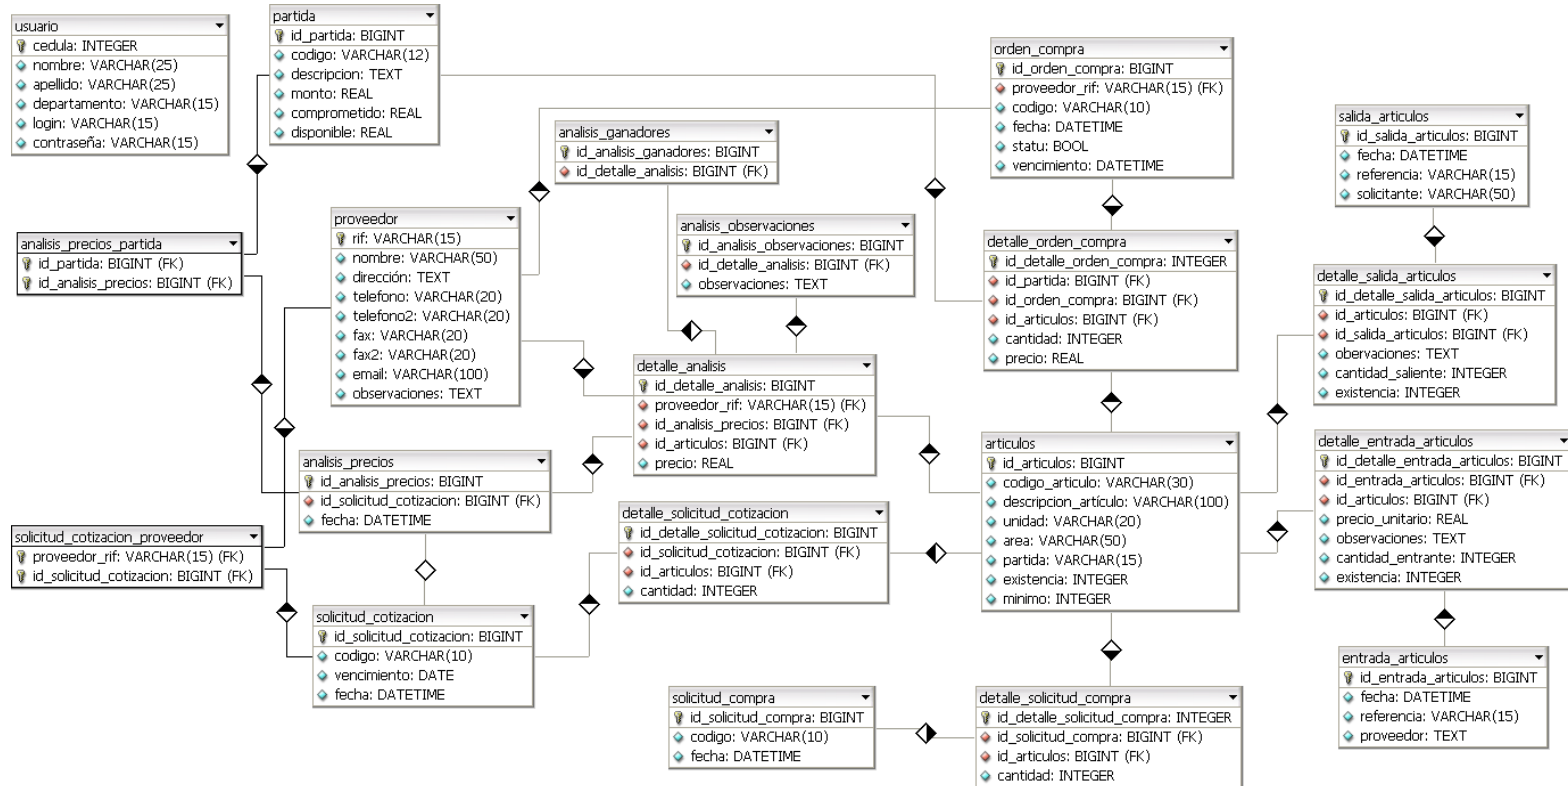 usuario
cedula: INTEGER
nombre: VARCHAR(25)
apellido: VARCHAR(25)
departamento: VARCHAR(15)
login: VARCHAR(15)
contraseña: VARCHAR(15)
partida
id_partida: BIGINT
codigo: VARCHAR(12)
descripcion: TEXT
monto: REAL
comprometido: REAL
disponible: REAL
analisis_ganadores
id_analisis_ganadores: BIGINT
id_detalle_analisis: BIGINT (FK)
orden_compra
id_orden_compra: BIGINT
proveedor_rif: VARCHAR(15) (FK)
codigo: VARCHAR(10)
fecha: DATETIME
statu: BOOL
vencimiento: DATETIME
salida_articulos
id_salida_articulos: BIGINT
fecha: DATETIME
referencia: VARCHAR(15)
solicitante: VARCHAR(50)
analisis_precios_partida
id_partida: BIGINT (FK)
id_analisis_precios: BIGINT (FK)
proveedor
rif: VARCHAR(15)
nombre: VARCHAR(50)
dirección: TEXT
telefono: VARCHAR(20)
telefono2: VARCHAR(20)
fax: VARCHAR(20)
fax2: VARCHAR(20)
email: VARCHAR(100)
observaciones: TEXT
analisis_observaciones
id_analisis_observaciones: BIGINT
id_detalle_analisis: BIGINT (FK)
observaciones: TEXT
detalle_orden_compra
id_detalle_orden_compra: INTEGER
id_partida: BIGINT (FK)
id_orden_compra: BIGINT (FK)
id_articulos: BIGINT (FK)
cantidad: INTEGER
precio: REAL
detalle_salida_articulos
id_detalle_salida_articulos: BIGINT
id_articulos: BIGINT (FK)
id_salida_articulos: BIGINT (FK)
obervaciones: TEXT
cantidad_saliente: INTEGER
existencia: INTEGER
detalle_analisis
id_detalle_analisis: BIGINT
proveedor_rif: VARCHAR(15) (FK)
id_analisis_precios: BIGINT (FK)
id_articulos: BIGINT (FK)
precio: REAL
analisis_precios
id_analisis_precios: BIGINT
id_solicitud_cotizacion: BIGINT (FK)
fecha: DATETIME
articulos
id_articulos: BIGINT
codigo_articulo: VARCHAR(30)
descripcion_artículo: VARCHAR(100)
unidad: VARCHAR(20)
area: VARCHAR(50)
partida: VARCHAR(15)
existencia: INTEGER
minimo: INTEGER
detalle_entrada_articulos
id_detalle_entrada_articulos: BIGINT
id_entrada_articulos: BIGINT (FK)
id_articulos: BIGINT (FK)
precio_unitario: REAL
observaciones: TEXT
cantidad_entrante: INTEGER
existencia: INTEGER
solicitud_cotizacion_proveedor
proveedor_rif: VARCHAR(15) (FK)
id_solicitud_cotizacion: BIGINT (FK)
detalle_solicitud_cotizacion
id_detalle_solicitud_cotizacion: BIGINT
id_solicitud_cotizacion: BIGINT (FK)
id_articulos: BIGINT (FK)
cantidad: INTEGER
solicitud_cotizacion
id_solicitud_cotizacion: BIGINT
codigo: VARCHAR(10)
vencimiento: DATE
fecha: DATETIME
solicitud_compra
id_solicitud_compra: BIGINT
codigo: VARCHAR(10)
fecha: DATETIME
detalle_solicitud_compra
id_detalle_solicitud_compra: INTEGER
id_solicitud_compra: BIGINT (FK)
id_articulos: BIGINT (FK)
cantidad: INTEGER
entrada_articulos
id_entrada_articulos: BIGINT
fecha: DATETIME
referencia: VARCHAR(15)
proveedor: TEXT